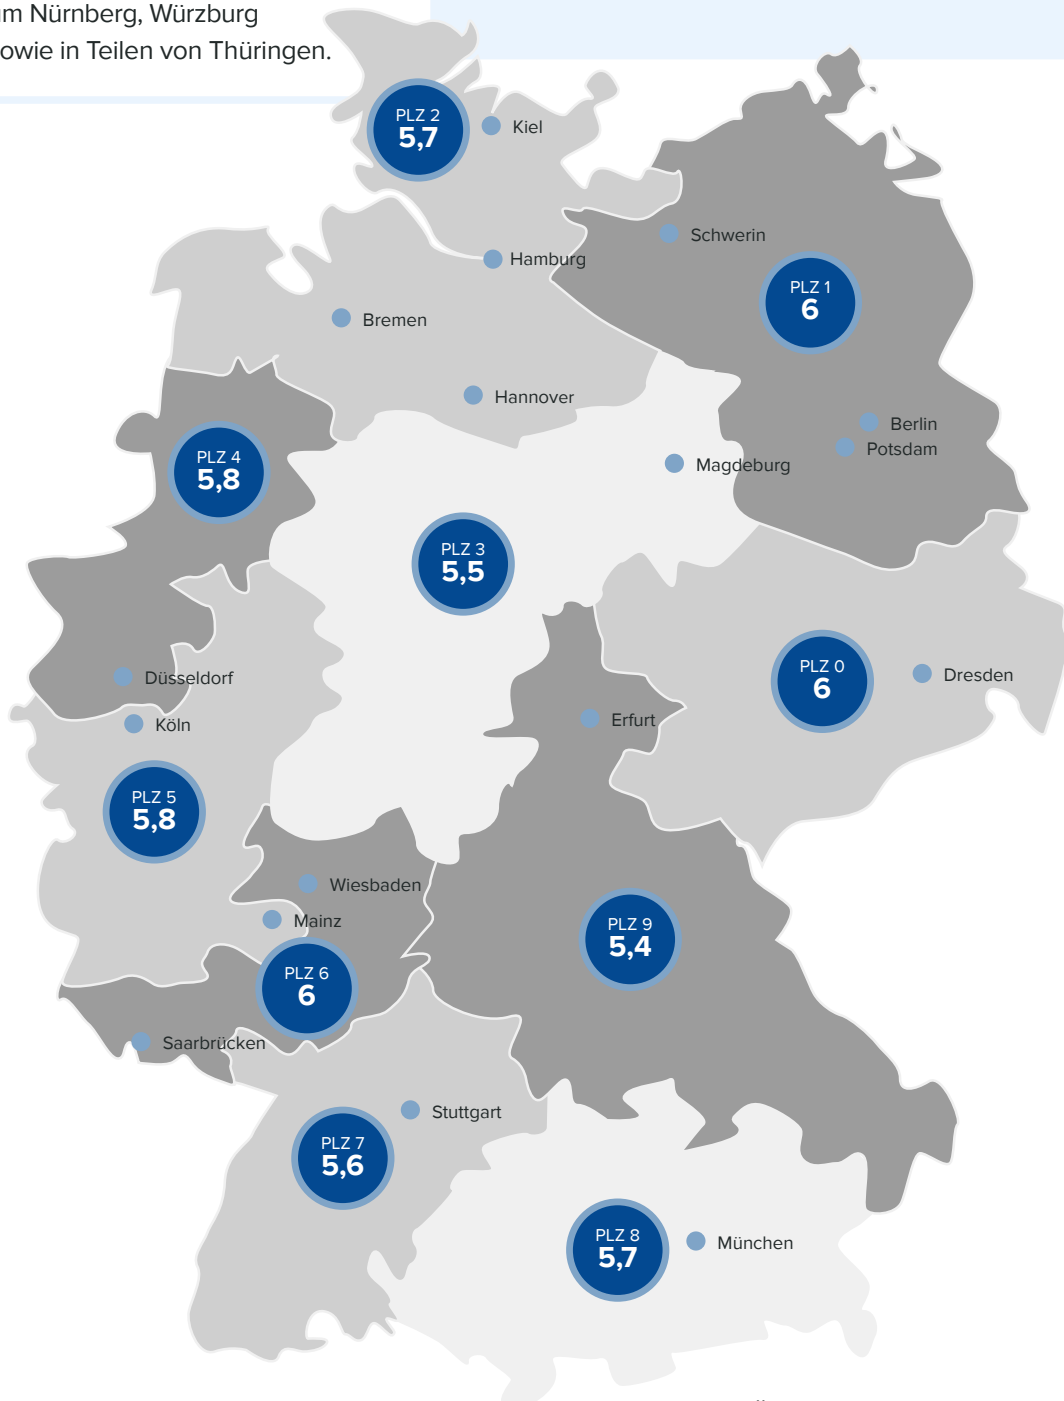 um Nürnberg, Würzburg
owie in Teilen von Thüringen.
PLZ 2
5,7
Kiel
Schwerin
Hamburg
PLZ 1
6
Bremen
Hannover
Berlin
Potsdam
PLZ 4
5,8
Magdeburg
PLZ 3
5,5
PLZ 0
6
Dresden
Düsseldorf
Erfurt
Köln
PLZ 5
5,8
Wiesbaden
Mainz
PLZ 9
5,4
PLZ 6
6
Saarbrücken
Stuttgart
PLZ 7
5,6
PLZ 8
5,7
München